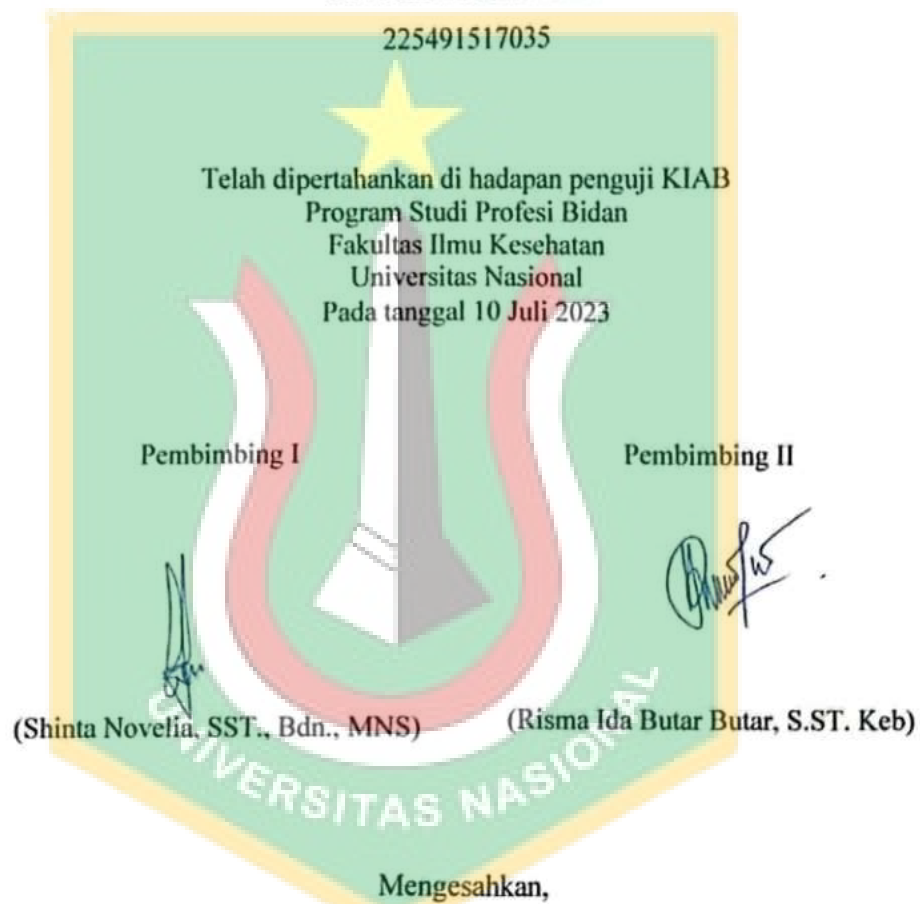 225491517035
Telah dipertahankan di hadapan penguji KIAB
Program Studi Profesi Bidan
Fakultas Ilmu Kesehatan
Universitas Nasional
Pada tanggal 10 Juli 2023
Pembimbing I Pembimbing II
(Shinta Novelia, SST., Bdn., MNS) (Risma Ida Butar Butar, S.ST. Keb)
UNIVERSITAS NASIONAL
Mengesahkan,